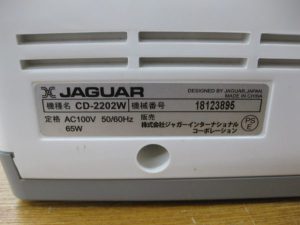 JAGUAR
DESIGNED BY JAGUAR,JAPAN
MADE IN CHINA
機種名 CD-2202W 機械番号 18123895
定格 AC100V 50/60Hz 販売
65W 株式会社ジャガーインターナショナル
コーポレーション
PS
E